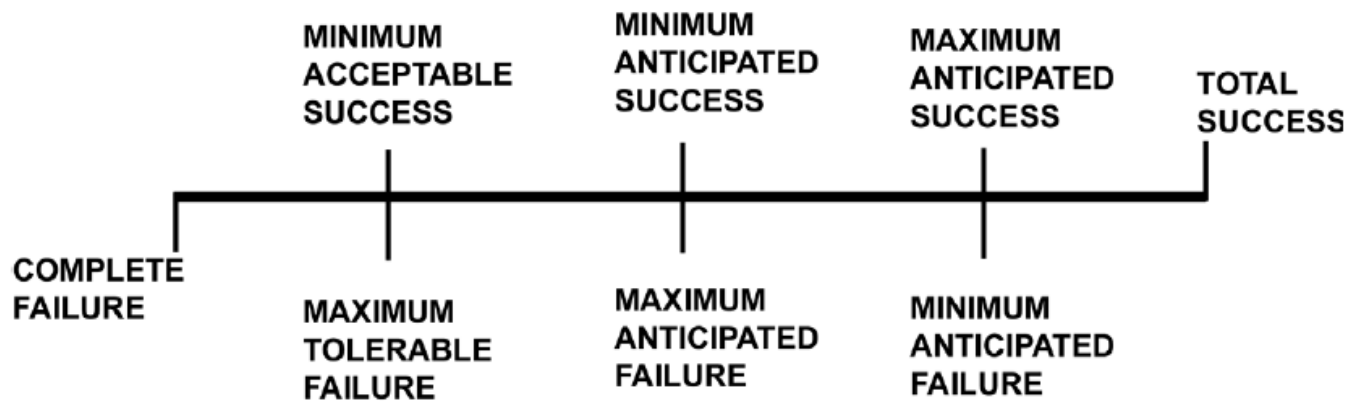 MINIMUM
ACCEPTABLE
SUCCESS
MINIMUM
ANTICIPATED
SUCCESS
MAXIMUM
ANTICIPATED
SUCCESS
TOTAL
SUCCESS
COMPLETE
FAILURE
MAXIMUM
TOLERABLE
FAILURE
MAXIMUM
ANTICIPATED
FAILURE
MINIMUM
ANTICIPATED
FAILURE